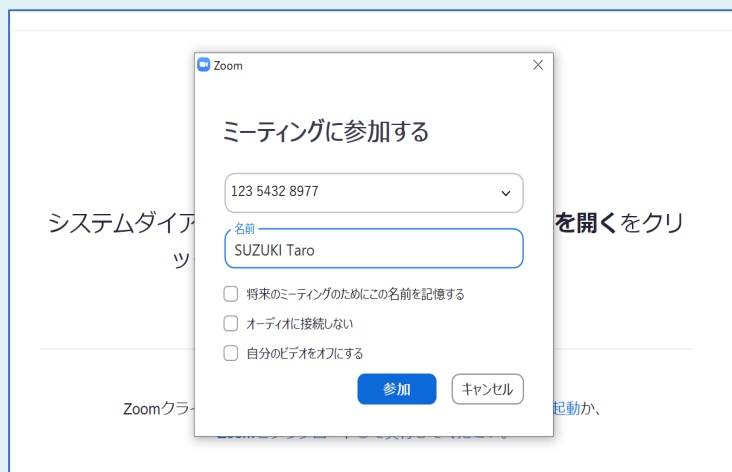 Zoom
ミーティングに参加する
123 5432 8977
システムダイア
を開くをクリ
ッ
名前
SUZUKI Taro
将来のミーティングのためにこの名前を記憶する
オーディオに接続しない
自分のビデオをオフにする
参加 キャンセル
Zoomクラ
起動か、